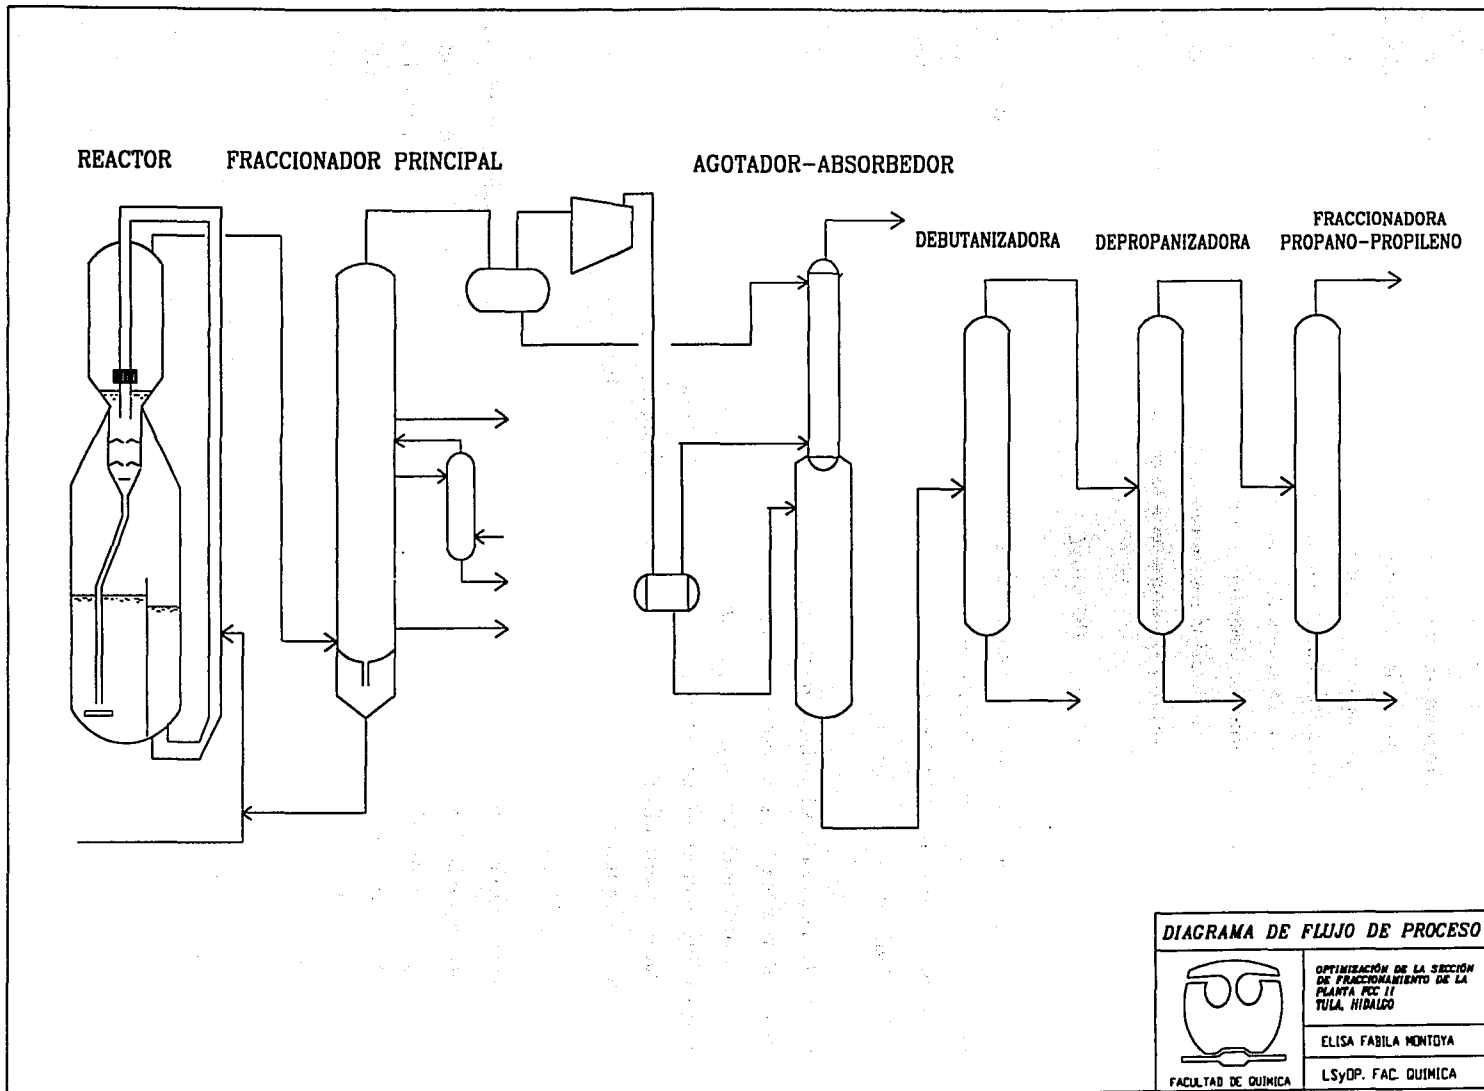 REACTOR
FRACCIONADOR PRINCIPAL
AGOTADOR-ABSORBEDOR
DEBUTANIZADORA
DEPROPANIZADORA
FRACCIONADORA
PROPANO-PROPILENO
DIAGRAMA DE FLUJO DE PROCESO
OPTIMIZACIÓN DE LA SECCIÓN
DE FRACCIONAMIENTO DE LA
PLANTA FCC II
TULA, HIDALGO
ELISA FABILA MONTOYA
FACULTAD DE QUIMICA
LSyDP. FAC. QUIMICA